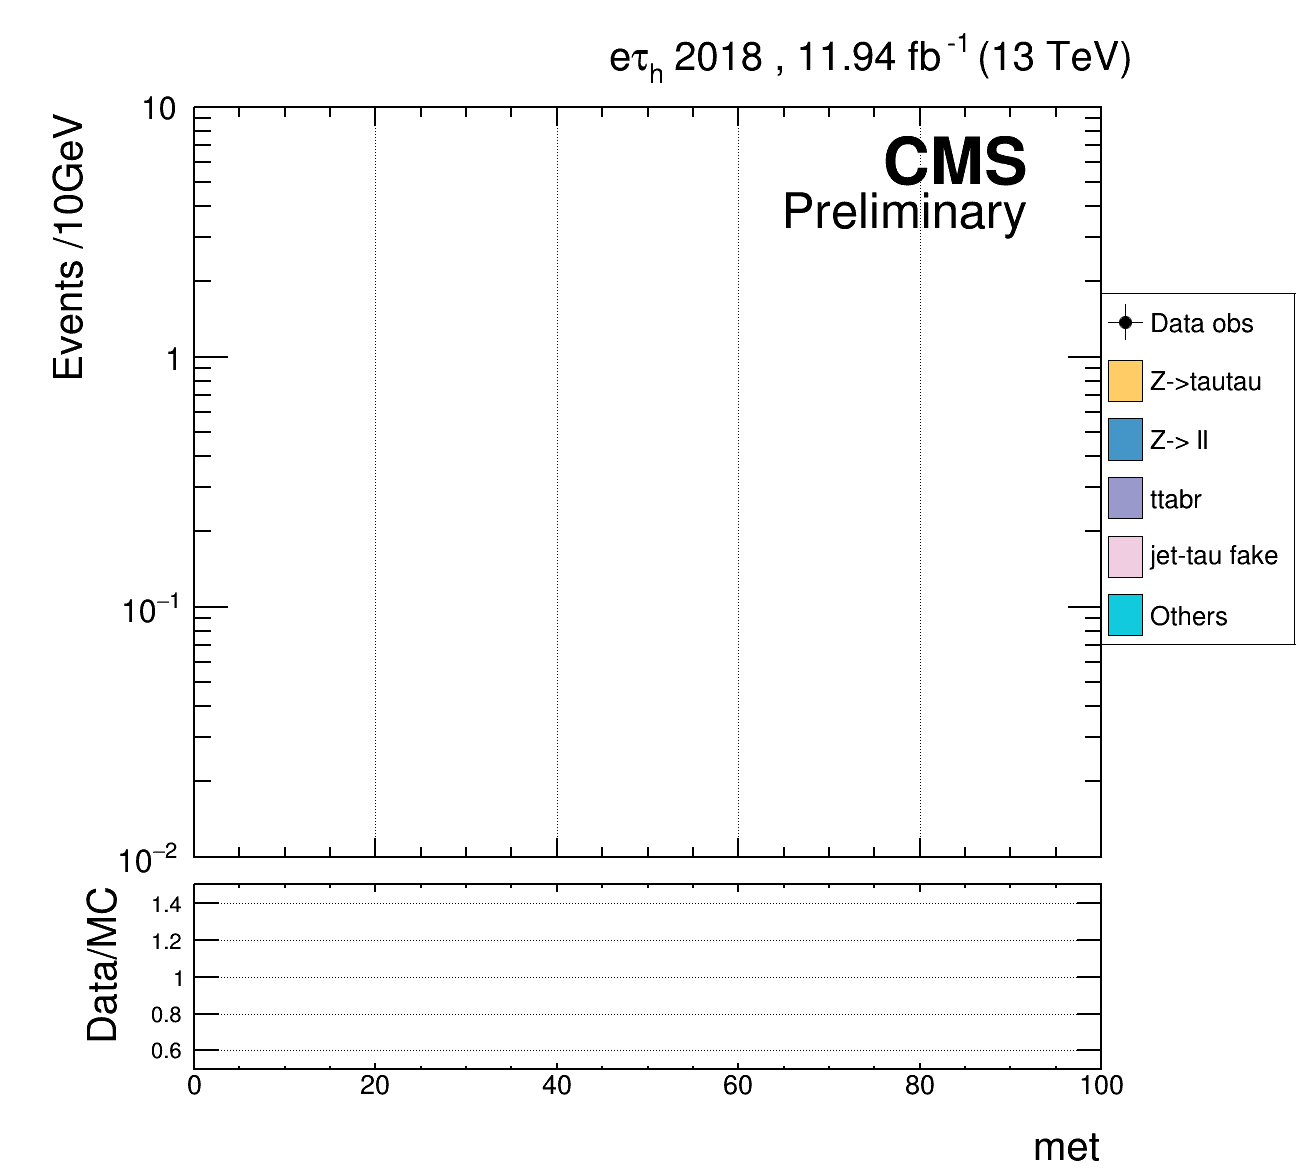 eτh 2018 , 11.94 fb-1 (13 TeV)
CMS
Preliminary
Events /10GeV
10
1
10−1
10−2
Data obs
Z->tautau
Z-> ll
ttabr
jet-tau fake
Others
Data/MC
1.4
1.2
1
0.8
0.6
0 20 40 60 80 100
met